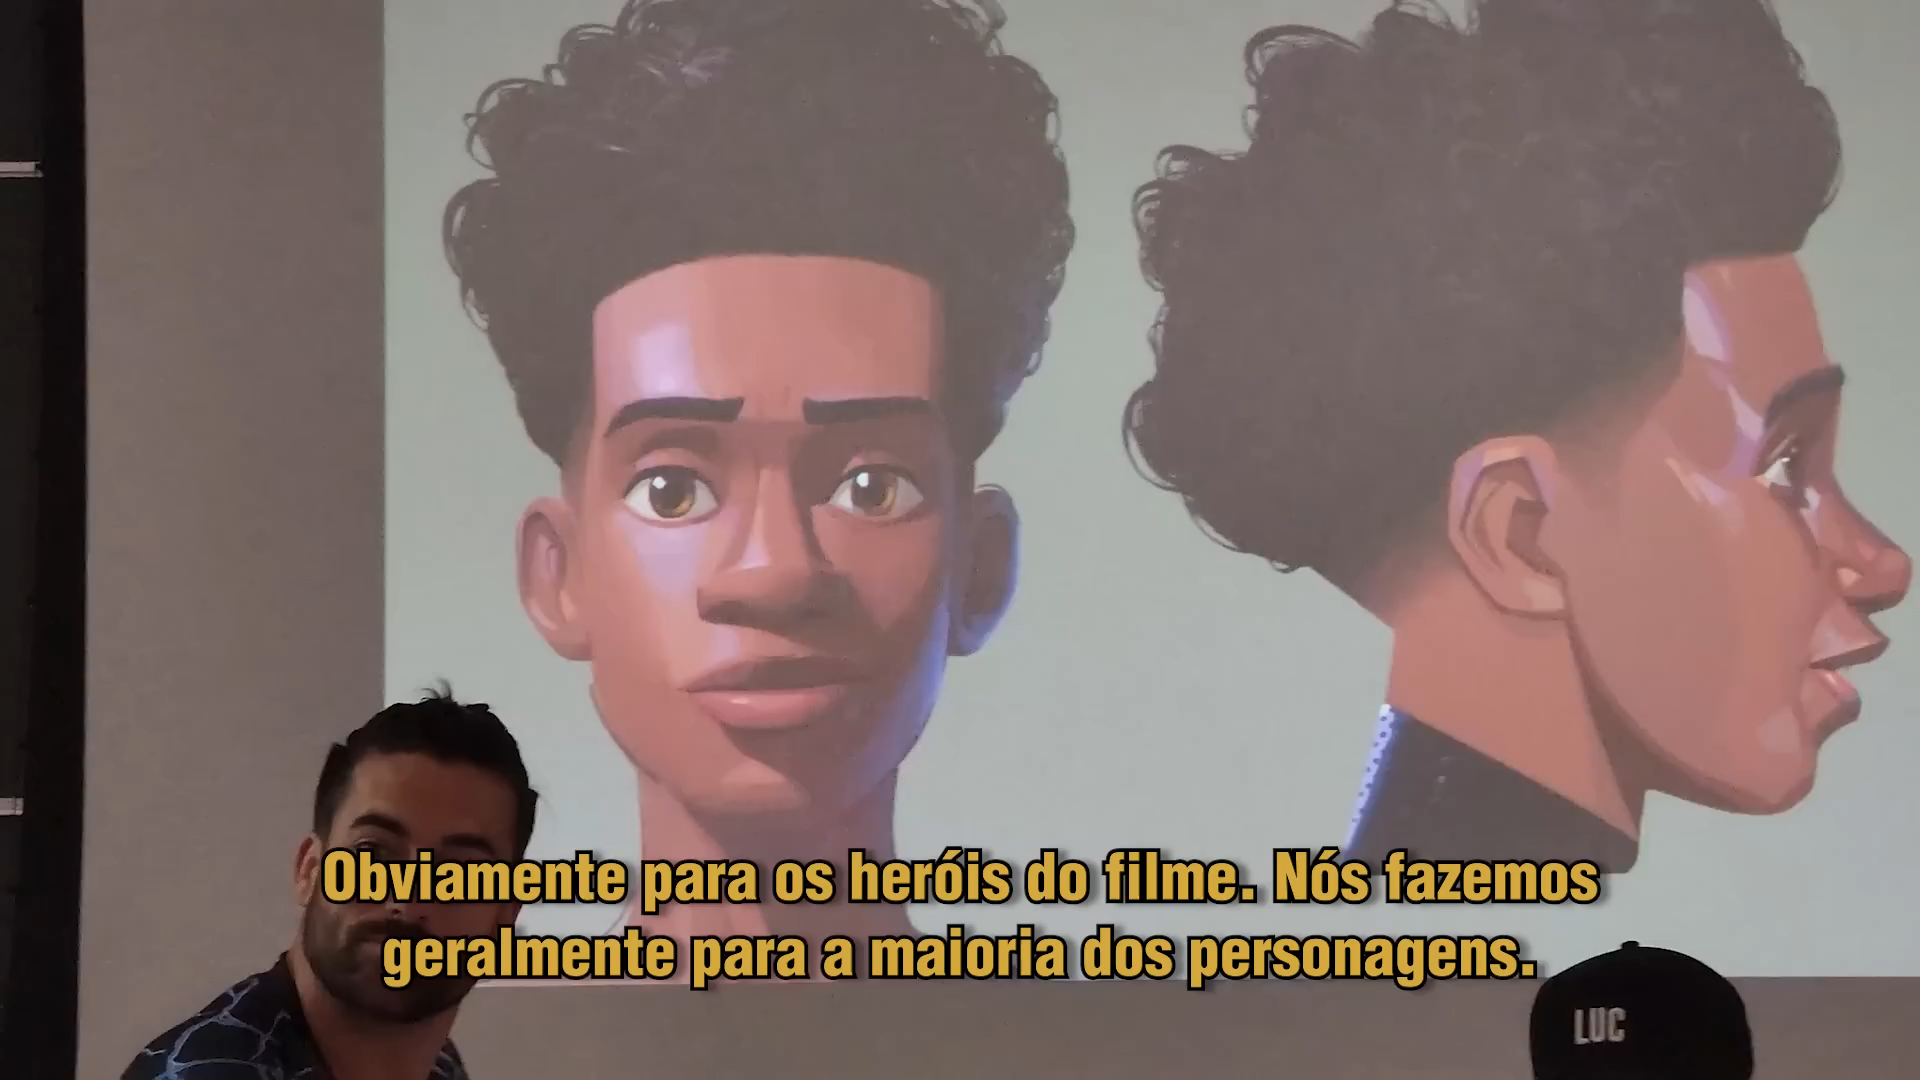 Obviamente para os heróis do filme. Nós fazemos
geralmente para a maioria dos personagens.
LUC